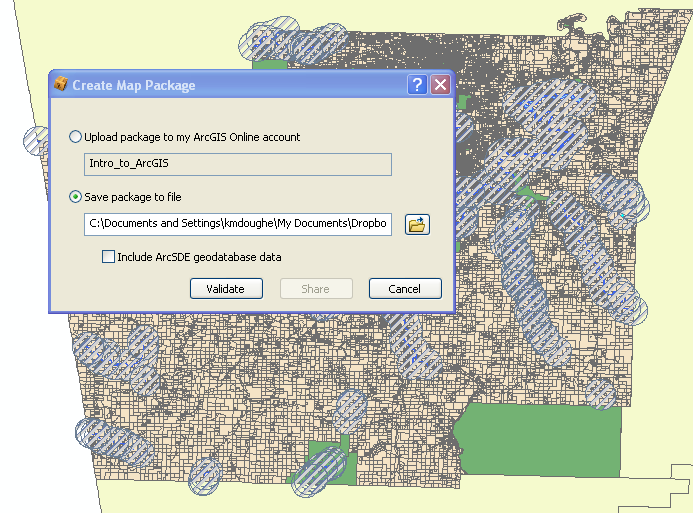 Create Map Package
Upload package to my ArcGIS Online account
Intro_to_ArcGIS
Save package to file
C:\Documents and Settings\kmdoughe\My Documents\Dropbo
Include ArcSDE geodatabase data
Validate
Share
Cancel